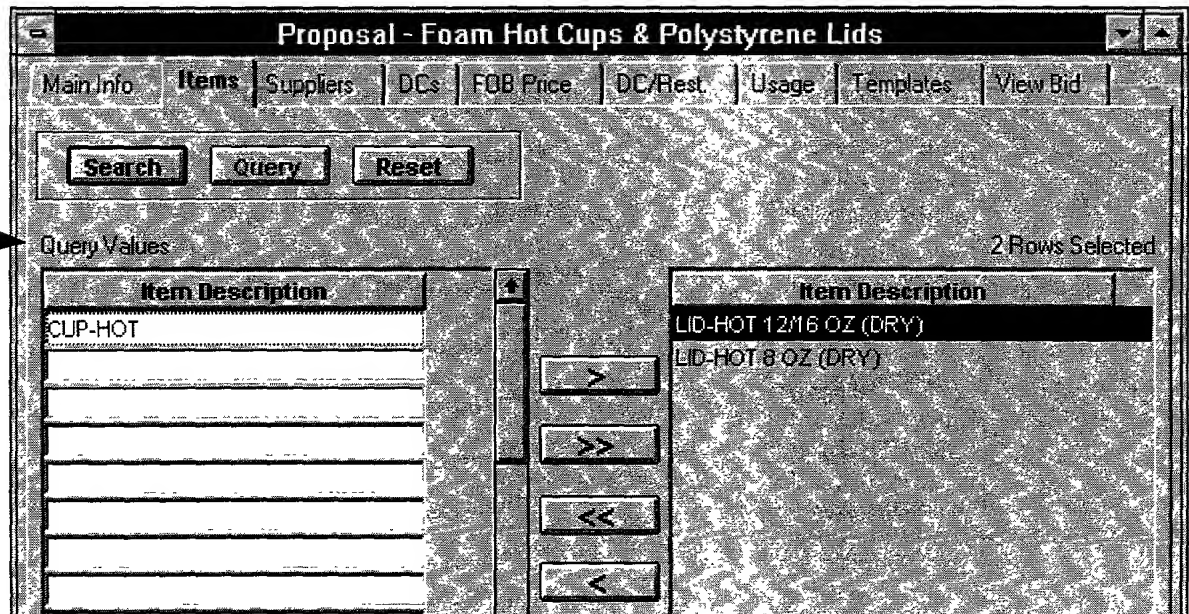 Proposal - Foam Hot Cups & Polystyrene Lids
Main Info Items Suppliers DCs FOB Price DC/Rest. Usage Templates View Bid
Search Query Reset
Query Values 2 Rows Selected
Item Description Item Description
CUP-HOT LID-HOT 12/16 OZ (DRY)
LID-HOT 8 OZ (DRY)
>
>>
<<
<